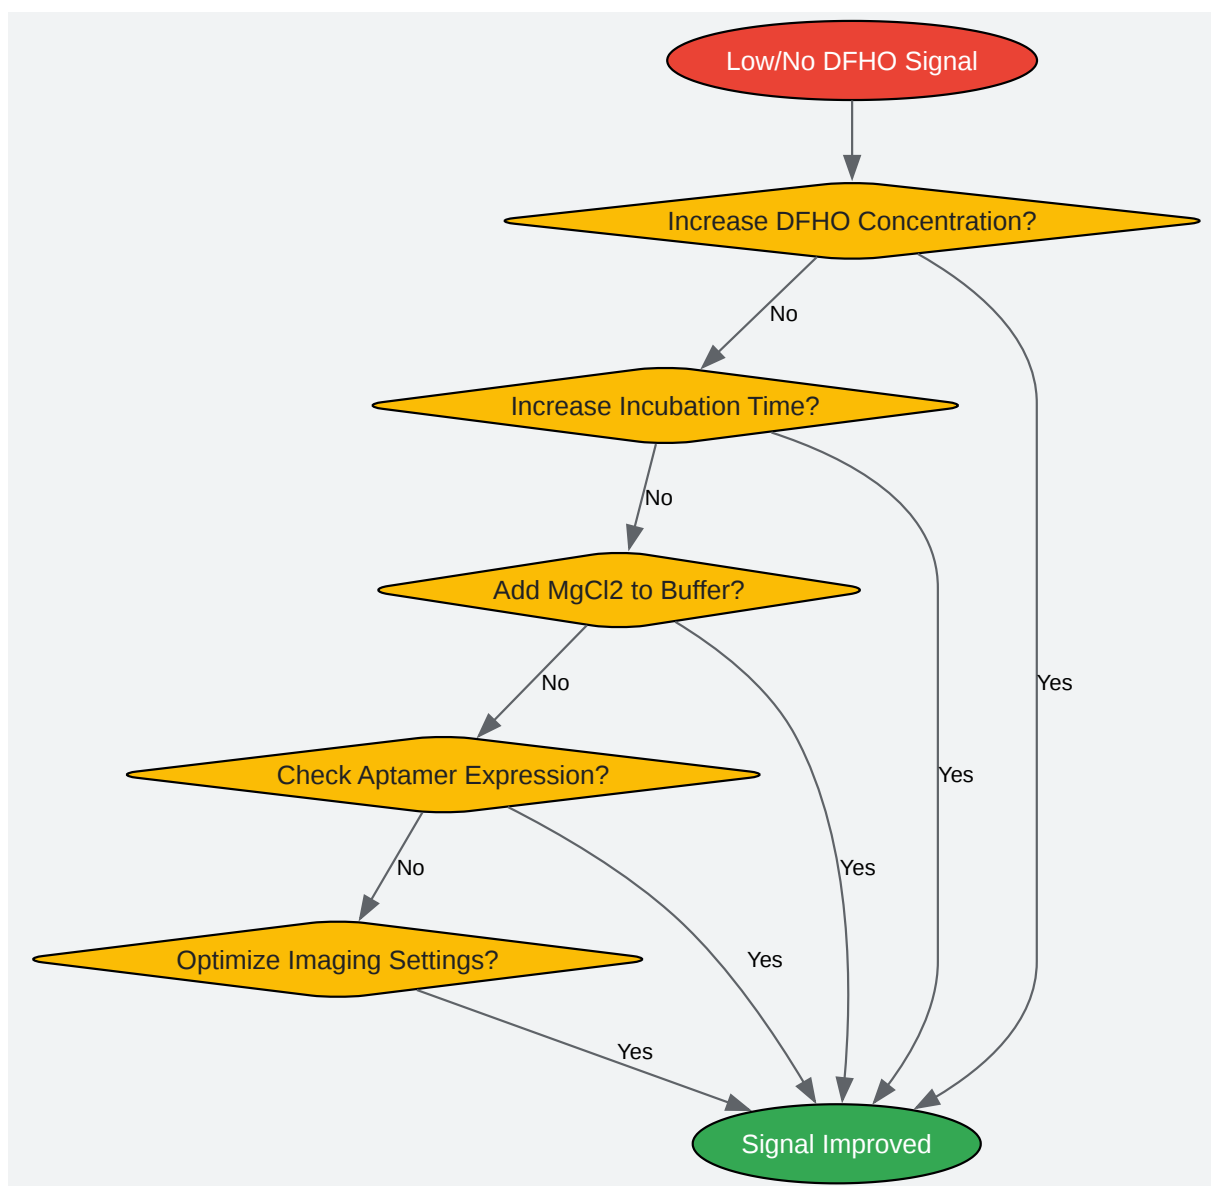 Low/No DFHO Signal
Increase DFHO Concentration?
No
Increase Incubation Time?
No
Add MgCl2 to Buffer?
No
Yes
Check Aptamer Expression?
Yes
No
Yes
Optimize Imaging Settings?
Yes
Yes
Signal Improved